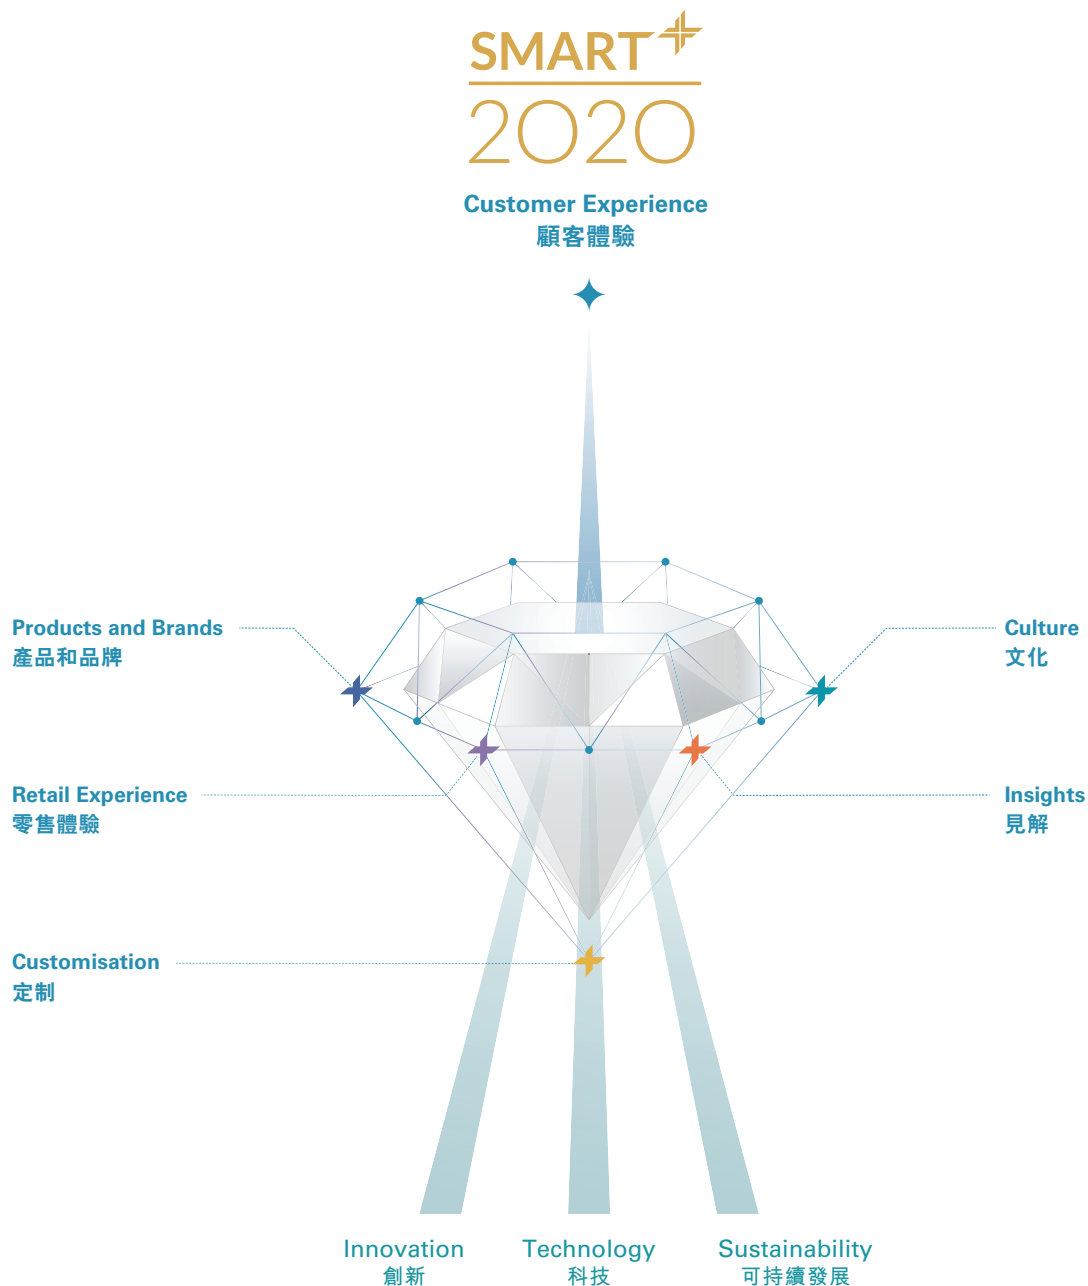 SMART+
2020
Customer Experience
顧客體驗
Products and Brands
產品和品牌
Culture
文化
Retail Experience
零售體驗
Insights
見解
Customisation
定制
Innovation
創新
Technology
科技
Sustainability
可持續發展